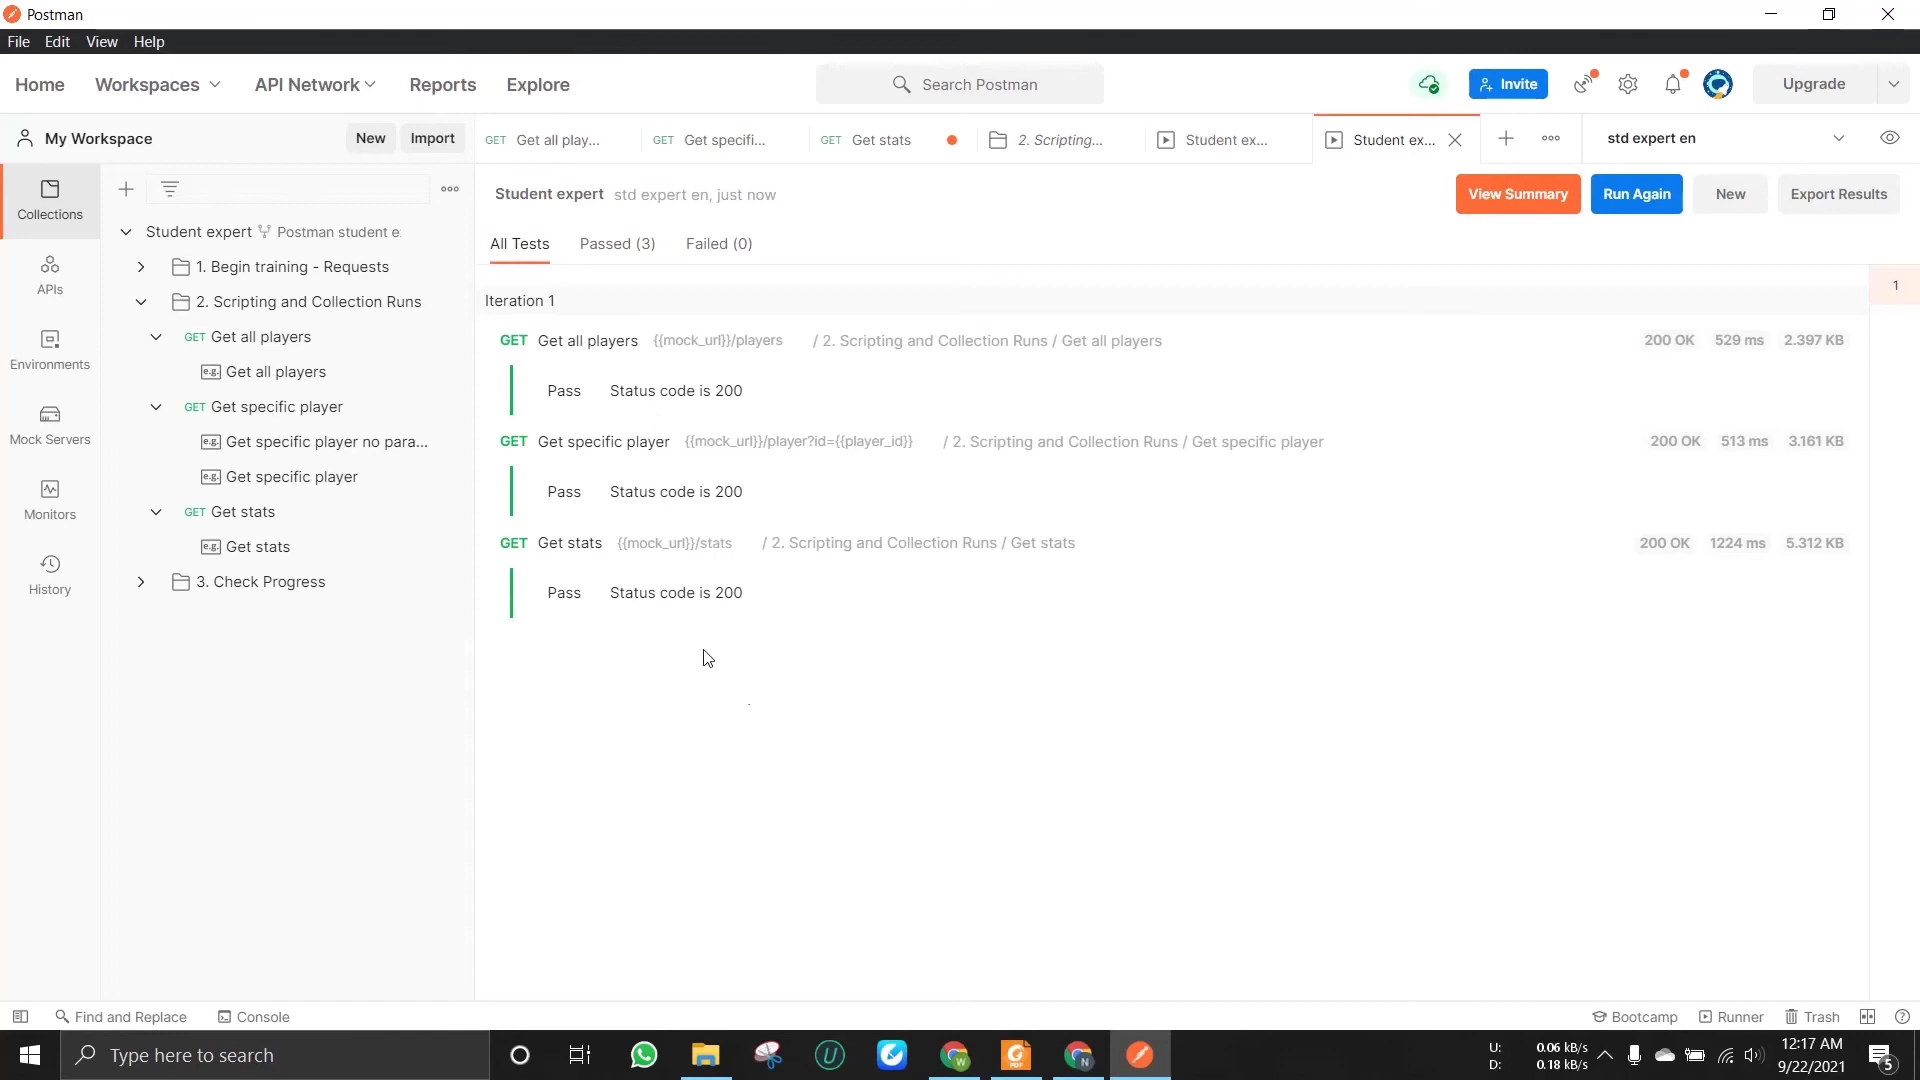 Postman
File Edit View Help
Home Workspaces API Network Reports Explore Search Postman Invite Upgrade
My Workspace New Import GET Get all play... GET Get specifi... GET Get stats 2. Scripting... Student ex... Student ex... std expert en
Student expert std expert en, just now View Summary Run Again New Export Results
Collections
APIs
Environments
Mock Servers
Monitors
History
Student expert Postman student e
1. Begin training - Requests
2. Scripting and Collection Runs
GET Get all players
e.g. Get all players
GET Get specific player
e.g. Get specific player no para...
e.g. Get specific player
GET Get stats
e.g. Get stats
3. Check Progress
All Tests Passed (3) Failed (0)
Iteration 1
1
GET Get all players {{mock_url}}/players / 2. Scripting and Collection Runs / Get all players 200 OK 529 ms 2.397 KB
Pass Status code is 200
GET Get specific player {{mock_url}}/player?id={{player_id}} / 2. Scripting and Collection Runs / Get specific player 200 OK 513 ms 3.161 KB
Pass Status code is 200
GET Get stats {{mock_url}}/stats / 2. Scripting and Collection Runs / Get stats 200 OK 1224 ms 5.312 KB
Pass Status code is 200
Find and Replace Console Bootcamp Runner Trash
Type here to search
U: 0.06 kB/s
D: 0.18 kB/s
12:17 AM
9/22/2021
5